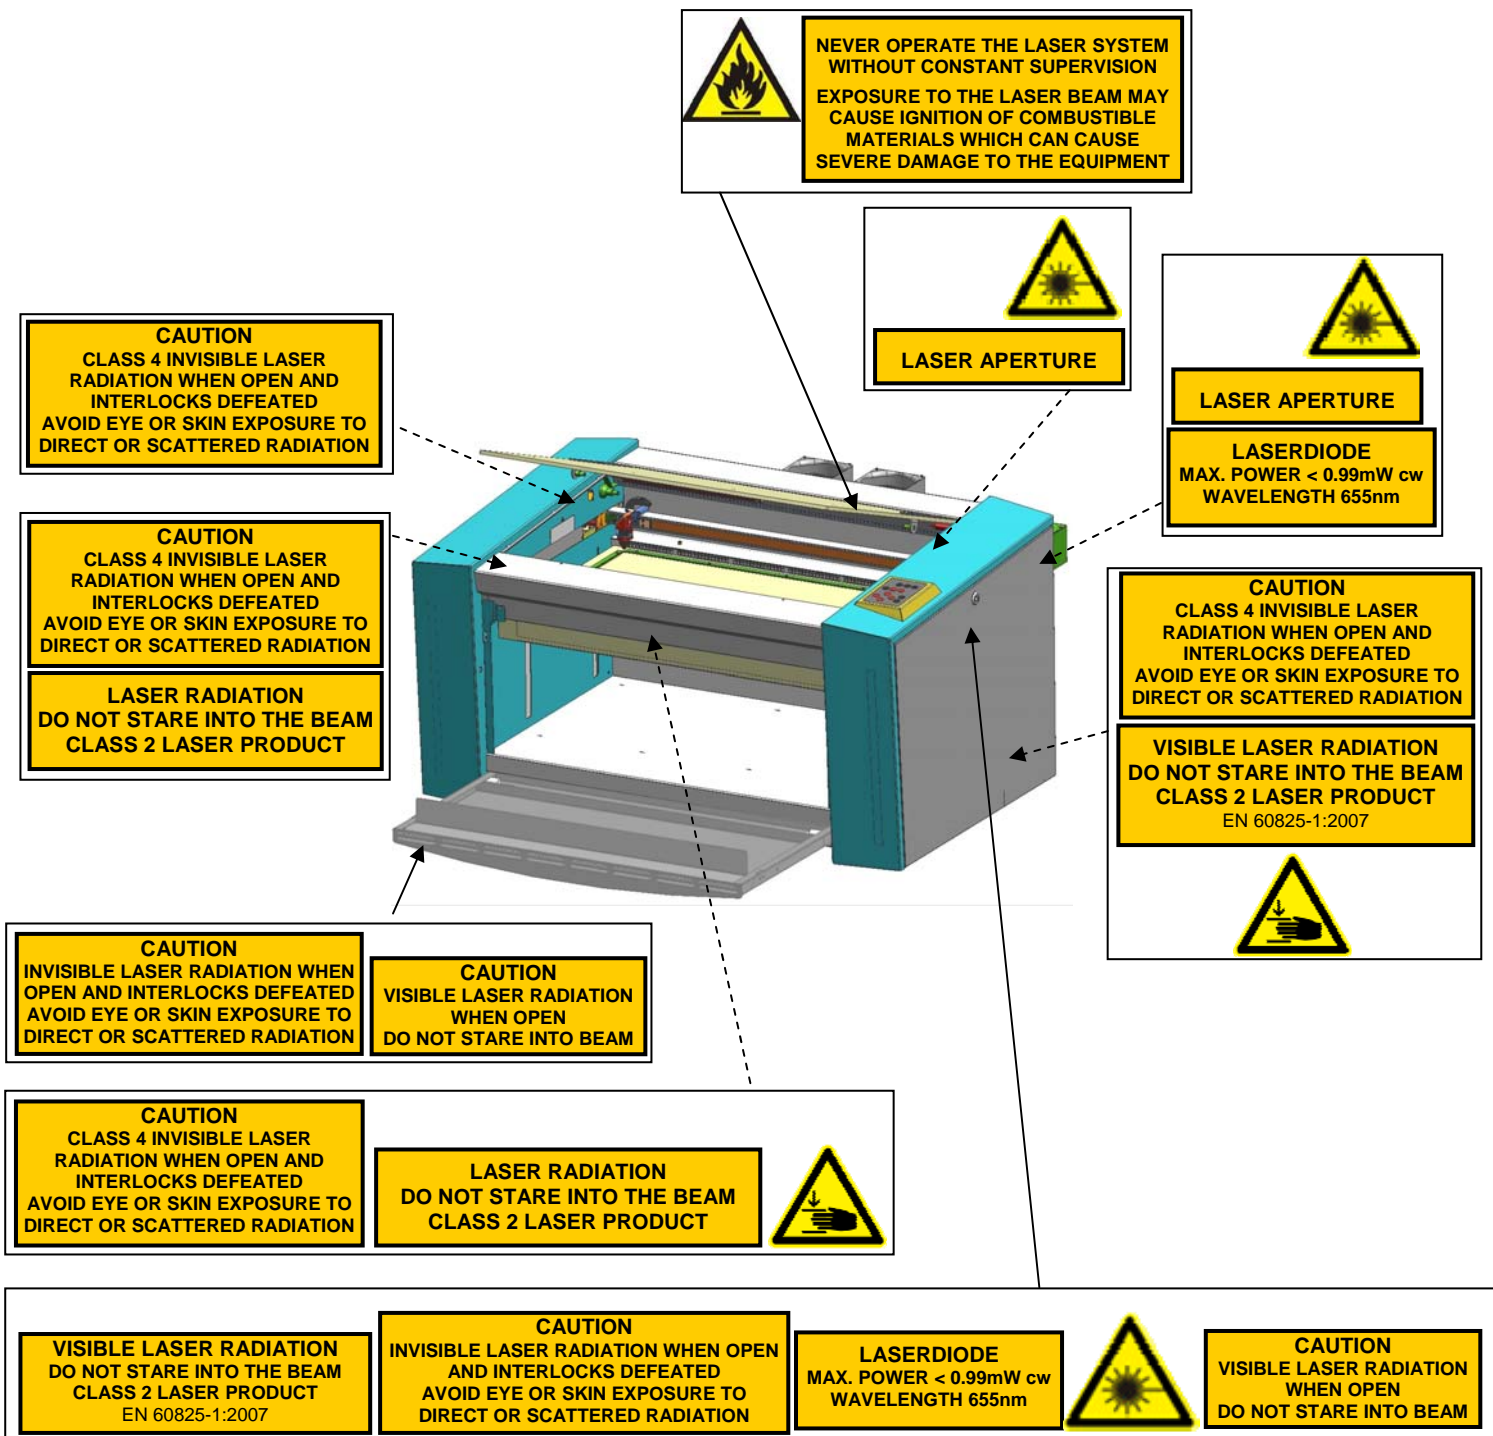 NEVER OPERATE THE LASER SYSTEM
WITHOUT CONSTANT SUPERVISION
EXPOSURE TO THE LASER BEAM MAY
CAUSE IGNITION OF COMBUSTIBLE
MATERIALS WHICH CAN CAUSE
SEVERE DAMAGE TO THE EQUIPMENT
LASER APERTURE
LASER APERTURE
LASERDIODE
MAX. POWER < 0.99mW cw
WAVELENGTH 655nm
CAUTION
CLASS 4 INVISIBLE LASER
RADIATION WHEN OPEN AND
INTERLOCKS DEFEATED
AVOID EYE OR SKIN EXPOSURE TO
DIRECT OR SCATTERED RADIATION
CAUTION
CLASS 4 INVISIBLE LASER
RADIATION WHEN OPEN AND
INTERLOCKS DEFEATED
AVOID EYE OR SKIN EXPOSURE TO
DIRECT OR SCATTERED RADIATION
LASER RADIATION
DO NOT STARE INTO THE BEAM
CLASS 2 LASER PRODUCT
CAUTION
CLASS 4 INVISIBLE LASER
RADIATION WHEN OPEN AND
INTERLOCKS DEFEATED
AVOID EYE OR SKIN EXPOSURE TO
DIRECT OR SCATTERED RADIATION
VISIBLE LASER RADIATION
DO NOT STARE INTO THE BEAM
CLASS 2 LASER PRODUCT
EN 60825-1:2007
CAUTION
INVISIBLE LASER RADIATION WHEN
OPEN AND INTERLOCKS DEFEATED
AVOID EYE OR SKIN EXPOSURE TO
DIRECT OR SCATTERED RADIATION
CAUTION
VISIBLE LASER RADIATION
WHEN OPEN
DO NOT STARE INTO BEAM
CAUTION
CLASS 4 INVISIBLE LASER
RADIATION WHEN OPEN AND
INTERLOCKS DEFEATED
AVOID EYE OR SKIN EXPOSURE TO
DIRECT OR SCATTERED RADIATION
LASER RADIATION
DO NOT STARE INTO THE BEAM
CLASS 2 LASER PRODUCT
VISIBLE LASER RADIATION
DO NOT STARE INTO THE BEAM
CLASS 2 LASER PRODUCT
EN 60825-1:2007
CAUTION
INVISIBLE LASER RADIATION WHEN OPEN
AND INTERLOCKS DEFEATED
AVOID EYE OR SKIN EXPOSURE TO
DIRECT OR SCATTERED RADIATION
LASERDIODE
MAX. POWER < 0.99mW cw
WAVELENGTH 655nm
CAUTION
VISIBLE LASER RADIATION
WHEN OPEN
DO NOT STARE INTO BEAM